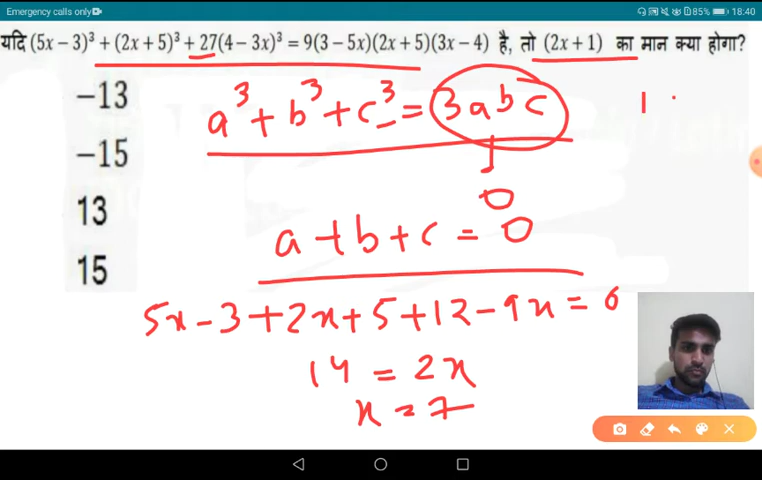 Emergency calls only 85% 18:40
यदि (5x − 3)³ + (2x + 5)³ + 27(4 − 3x)³ = 9(3 − 5x)(2x + 5)(3x − 4) है, तो (2x + 1) का मान क्या होगा?
−13
−15
13
15
a³ + b³ + c³ = 3abc
0
a + b + c = 0
5x − 3 + 2x + 5 + 12 − 9x = 0
14 = 2x
x = 7
1